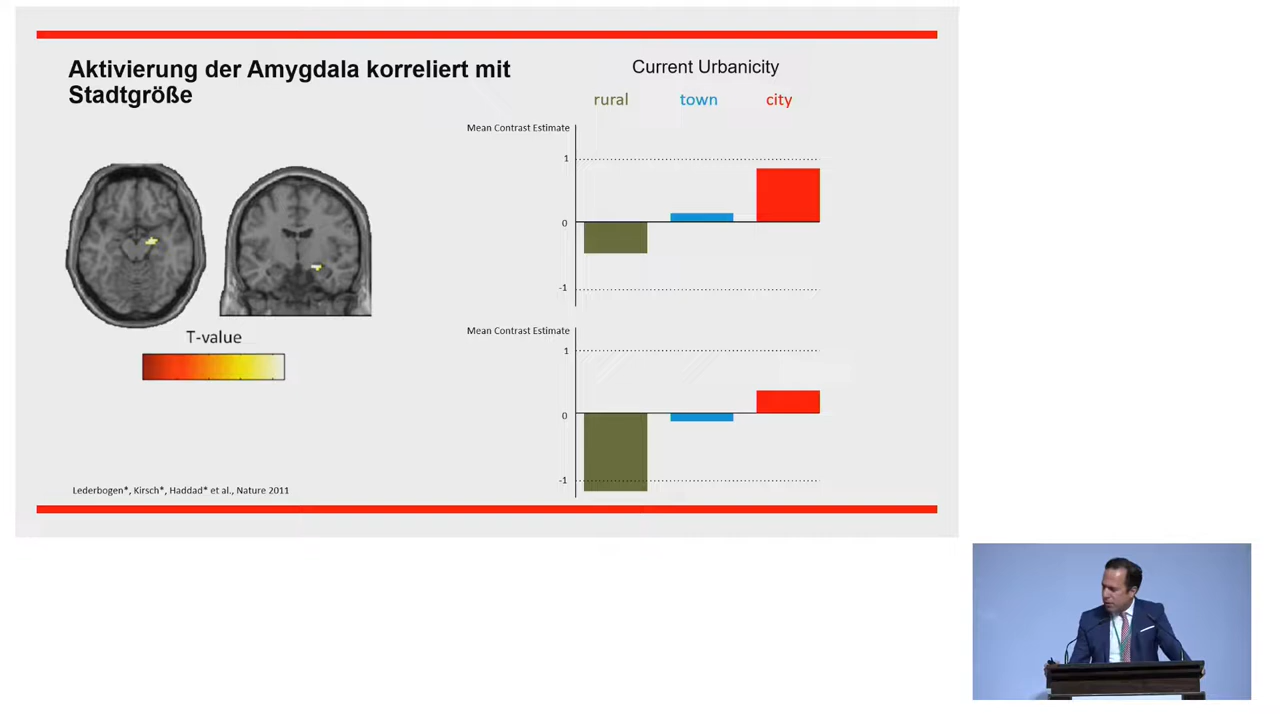 Aktivierung der Amygdala korreliert mit
Stadtgröße
Current Urbanicity
rural town city
Mean Contrast Estimate
1
0
-1
Mean Contrast Estimate
1
0
-1
T-value
Lederbogen*, Kirsch*, Haddad* et al., Nature 2011